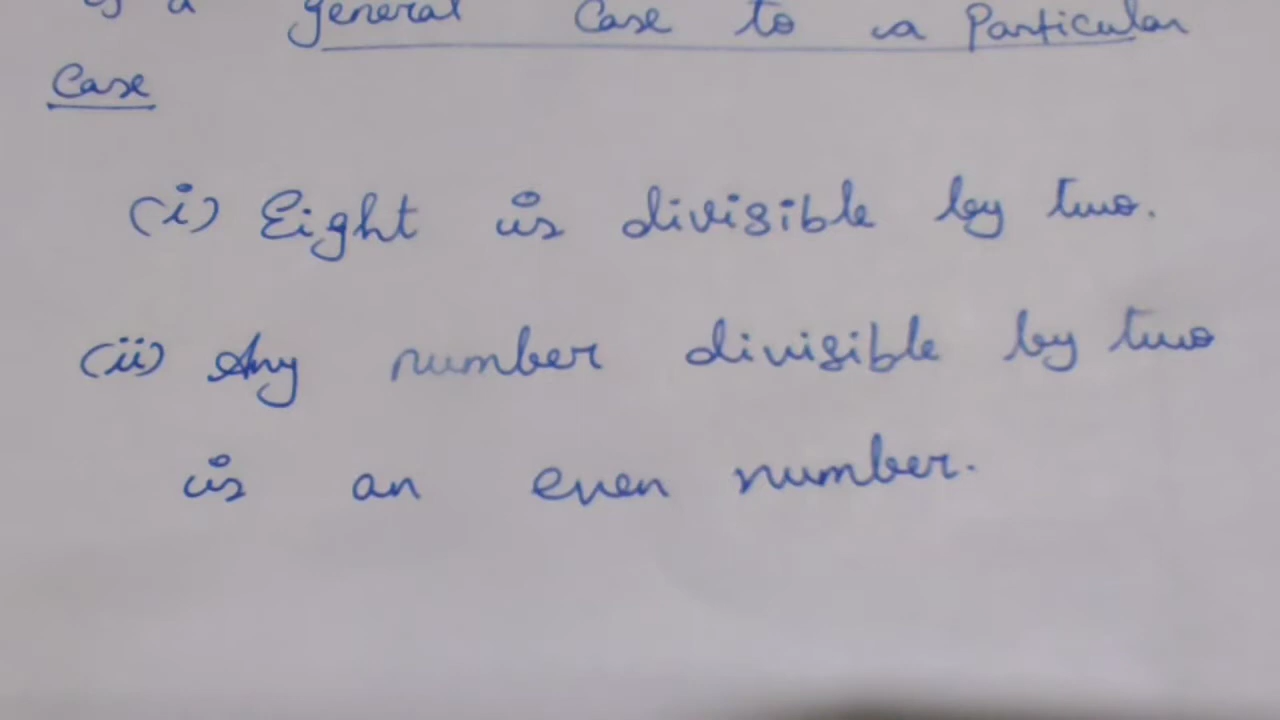 a general Case to a Particular
Case
(i) Eight is divisible by two.
(ii) Any number divisible by two
is an even number.